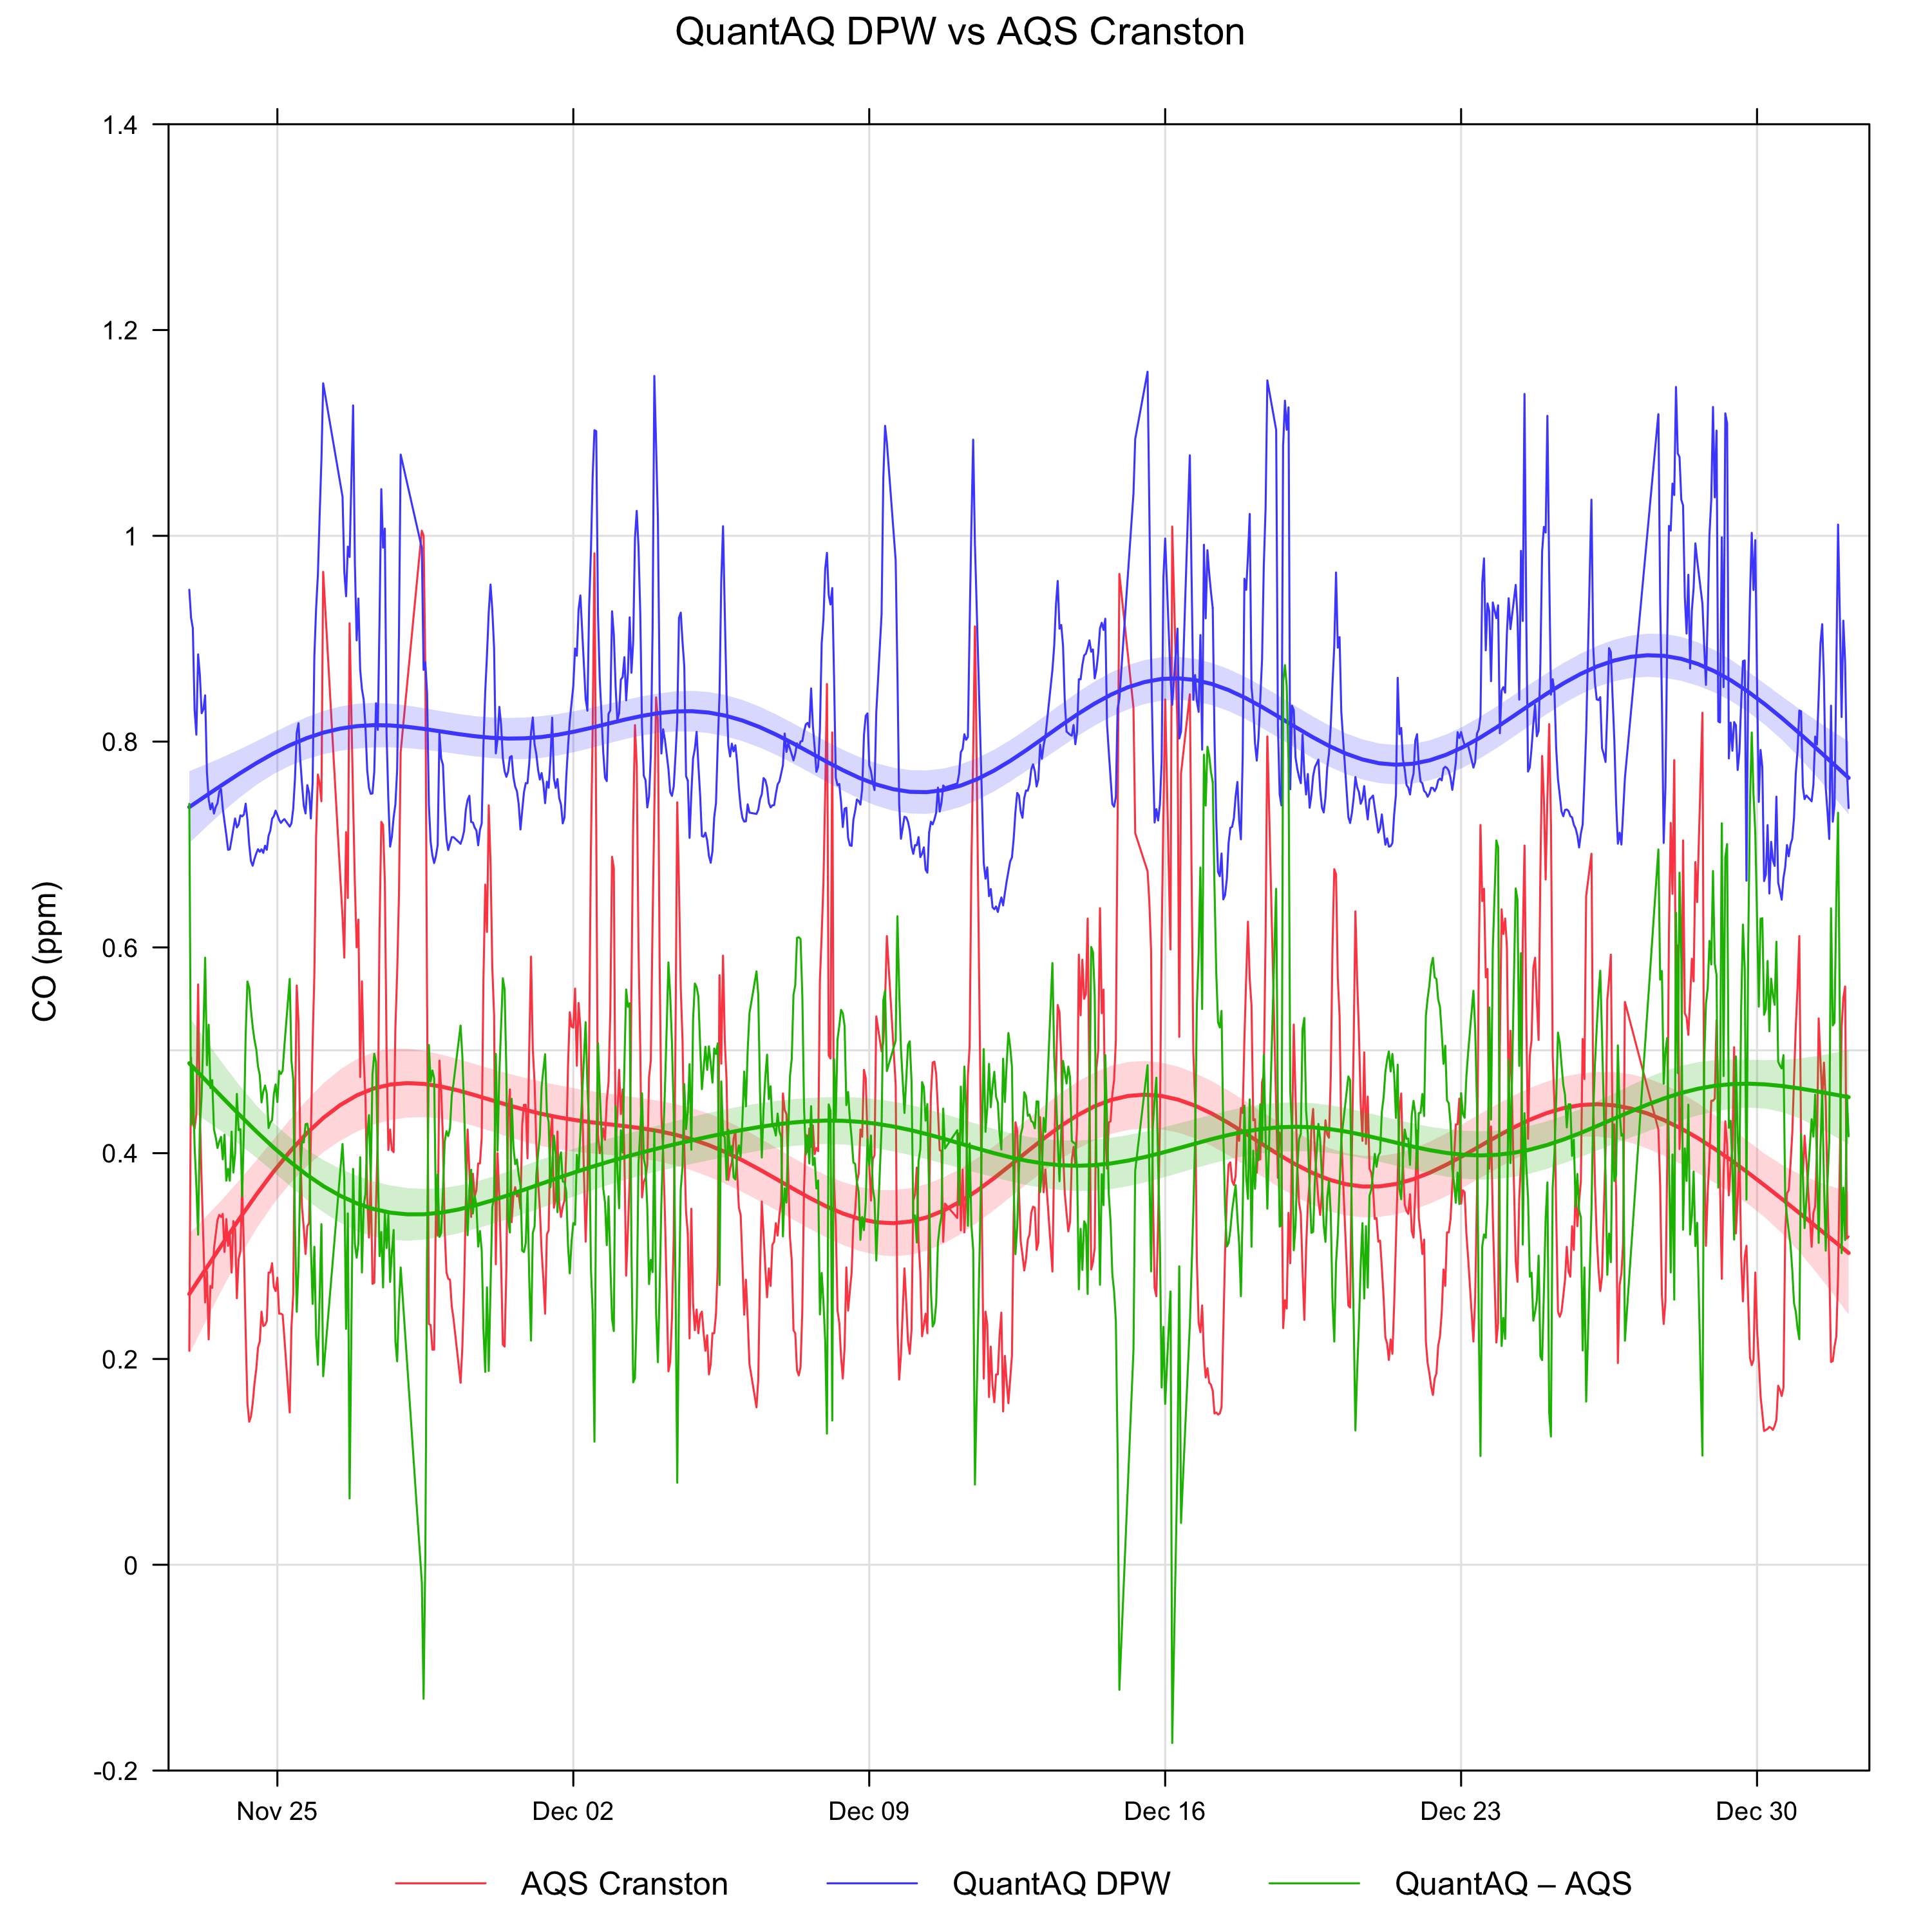 QuantAQ DPW vs AQS Cranston
1.4
1.2
1
0.8
0.6
0.4
0.2
0
-0.2
CO (ppm)
Nov 25 Dec 02 Dec 09 Dec 16 Dec 23 Dec 30
AQS Cranston QuantAQ DPW QuantAQ – AQS